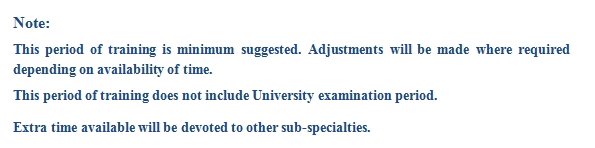 Note:
This period of training is minimum suggested. Adjustments will be made where required
depending on availability of time.
This period of training does not include University examination period.
Extra time available will be devoted to other sub-specialties.